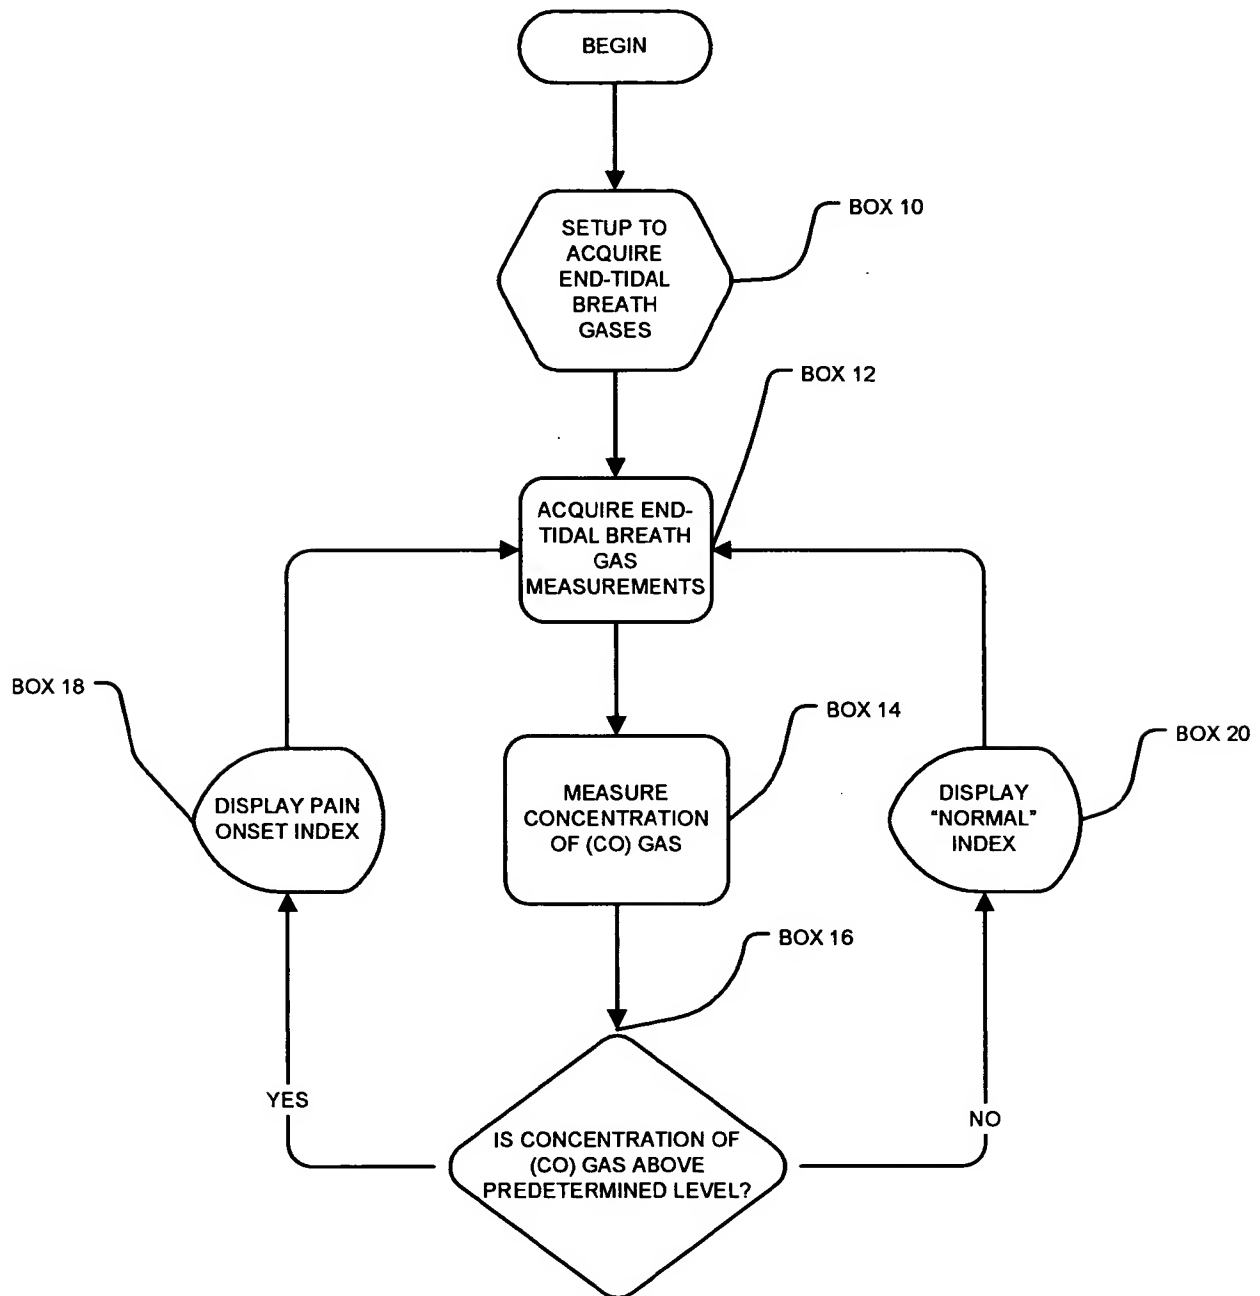 BEGIN
SETUP TO
ACQUIRE
END-TIDAL
BREATH
GASES
BOX 10
BOX 12
ACQUIRE END-
TIDAL BREATH
GAS
MEASUREMENTS
BOX 18
BOX 14
BOX 20
DISPLAY PAIN
ONSET INDEX
MEASURE
CONCENTRATION
OF (CO) GAS
DISPLAY
"NORMAL"
INDEX
BOX 16
YES
NO
IS CONCENTRATION OF
(CO) GAS ABOVE
PREDETERMINED LEVEL?